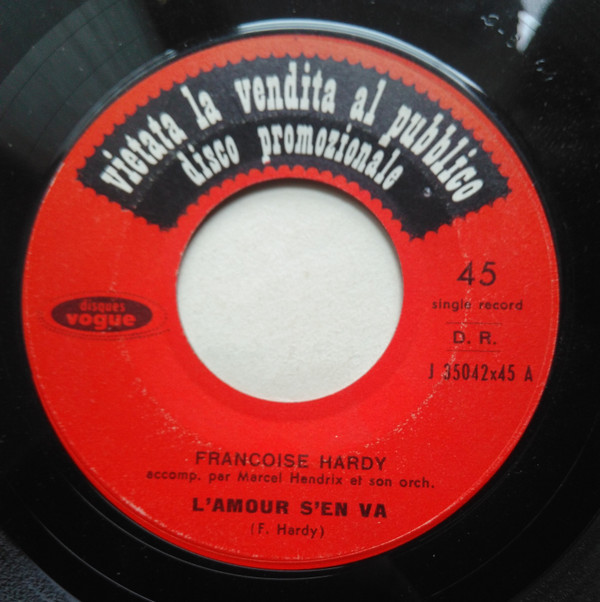 vietata la vendita al pubblico
disco promozionale
disques
vogue
45
single record
D. R.
J 35042x45 A
FRANCOISE HARDY
accomp. par Marcel Hendrix et son orch.
L'AMOUR S'EN VA
(F. Hardy)